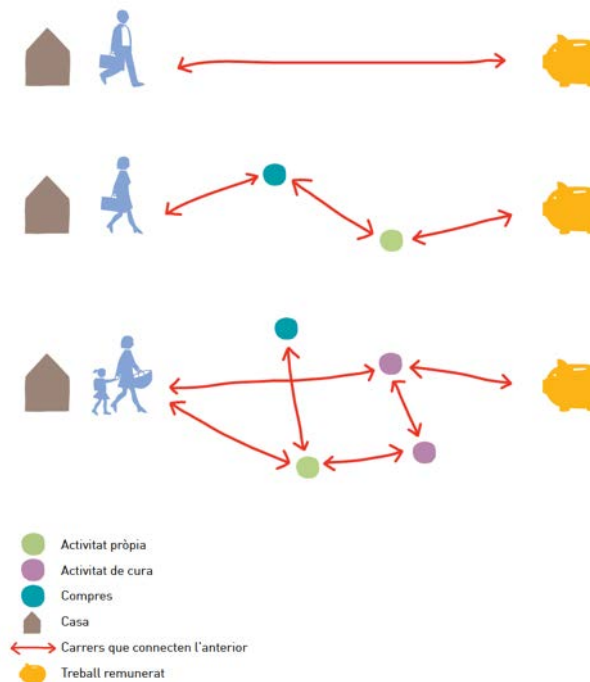 Activitat pròpia
Activitat de cura
Compres
Casa
Carrers que connecten l'anterior
Treball remunerat